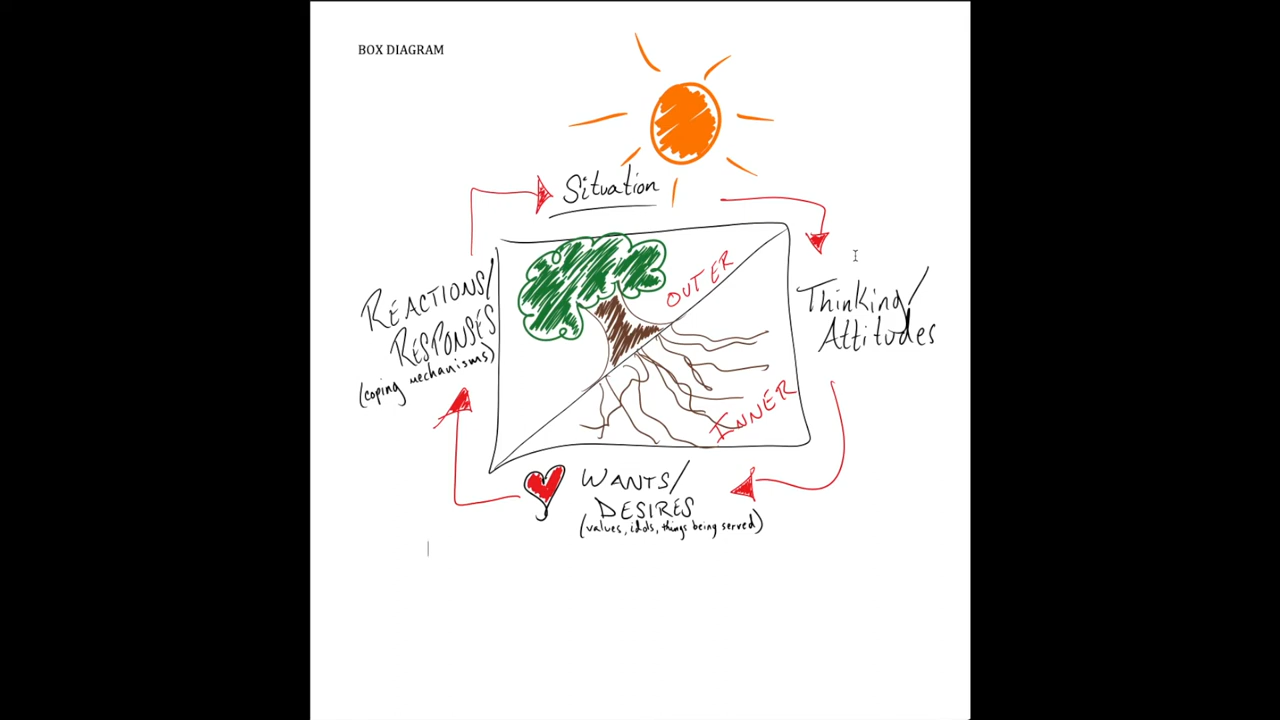 BOX DIAGRAM
Situation
OUTER
REACTIONS/
RESPONSES
(coping mechanisms)
Thinking/
Attitudes
INNER
WANTS/
DESIRES
(values, idols, things being served)